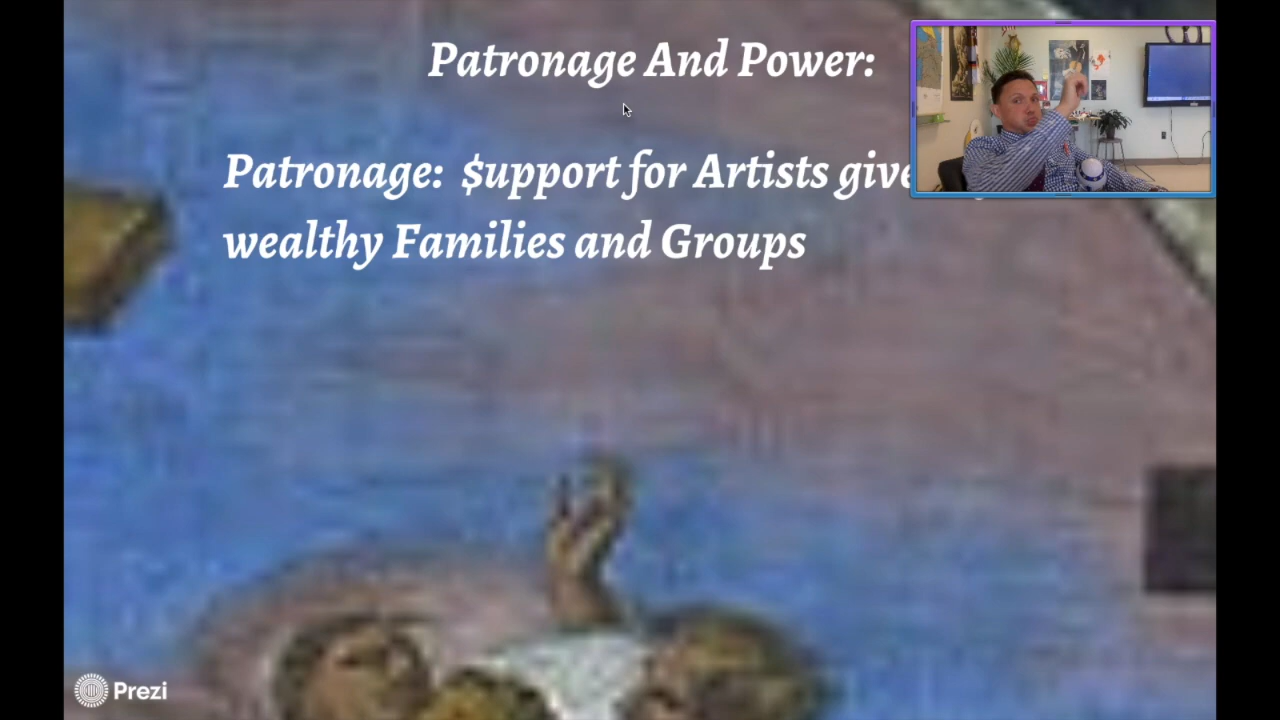 Patronage And Power:
Patronage: $upport for Artists give
wealthy Families and Groups
Prezi